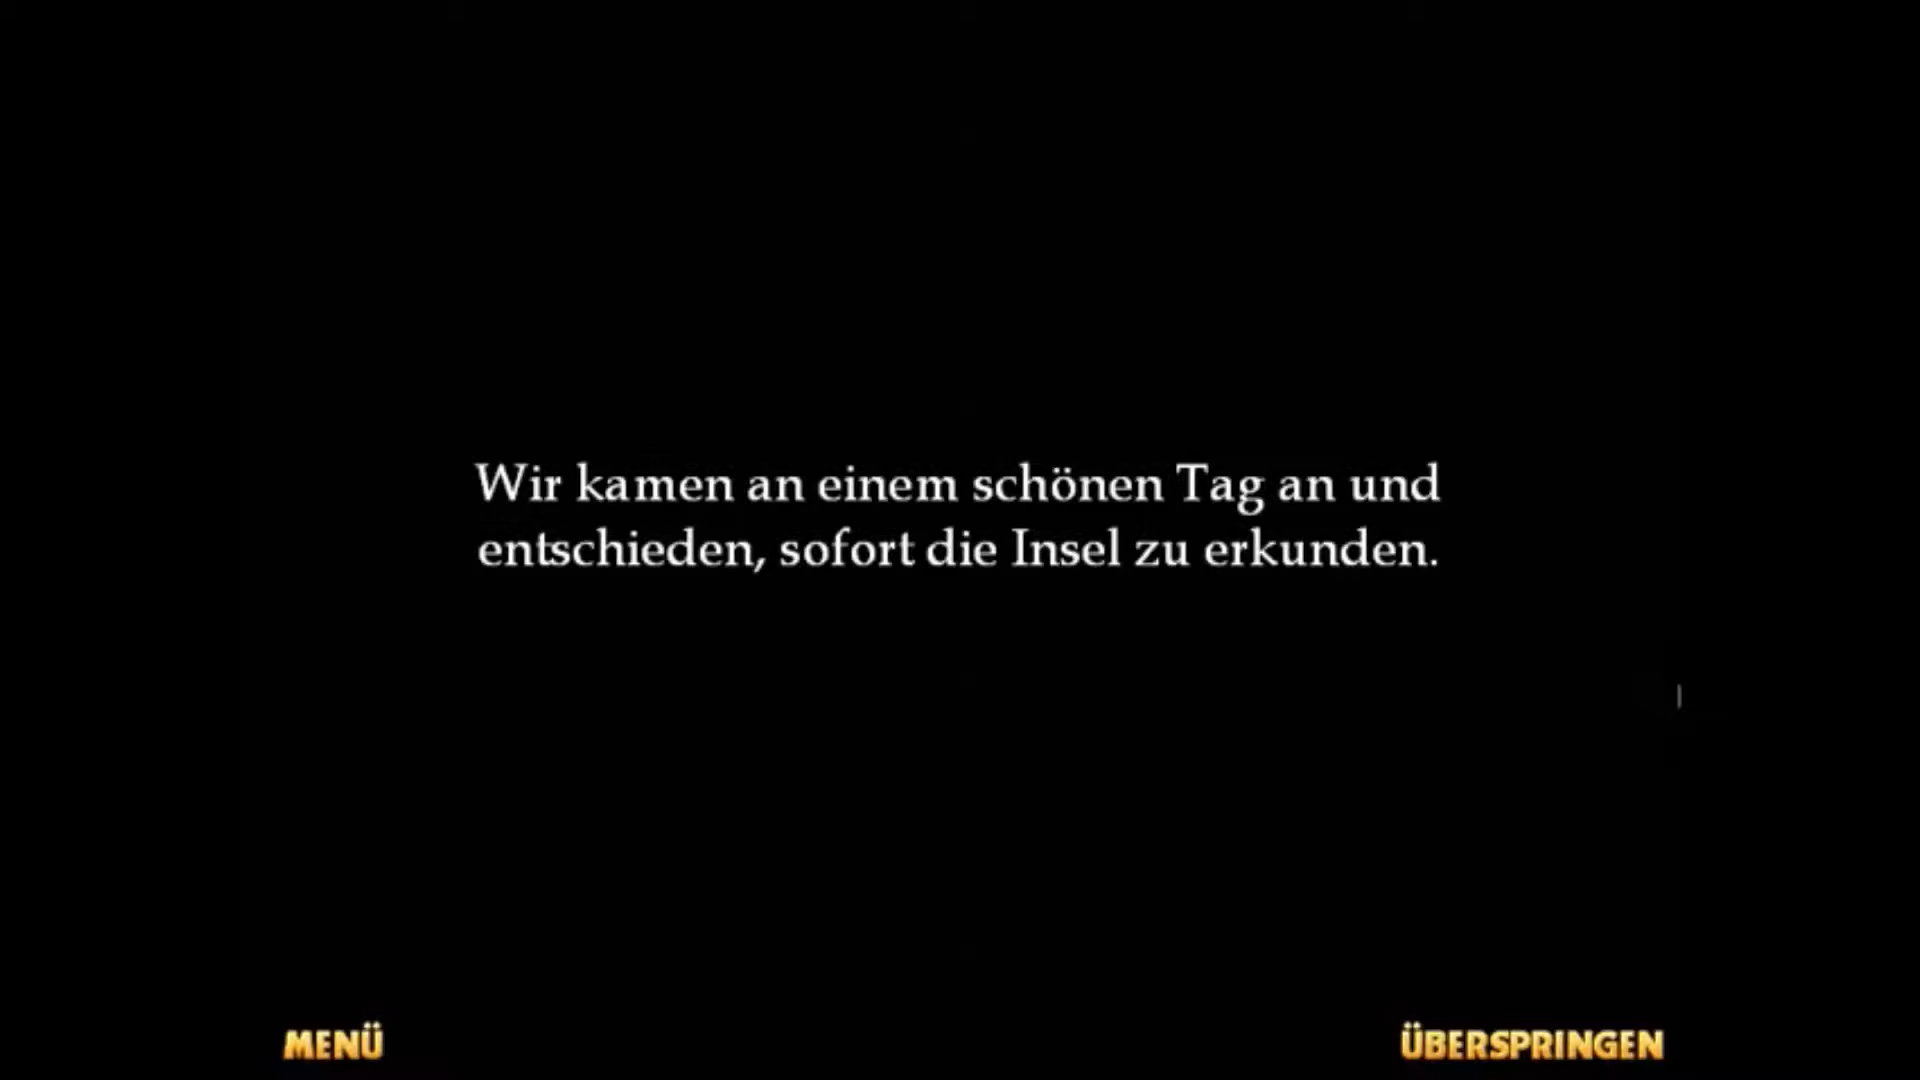 Wir kamen an einem schönen Tag an und
entschieden, sofort die Insel zu erkunden.
MENÜ
ÜBERSPRINGEN